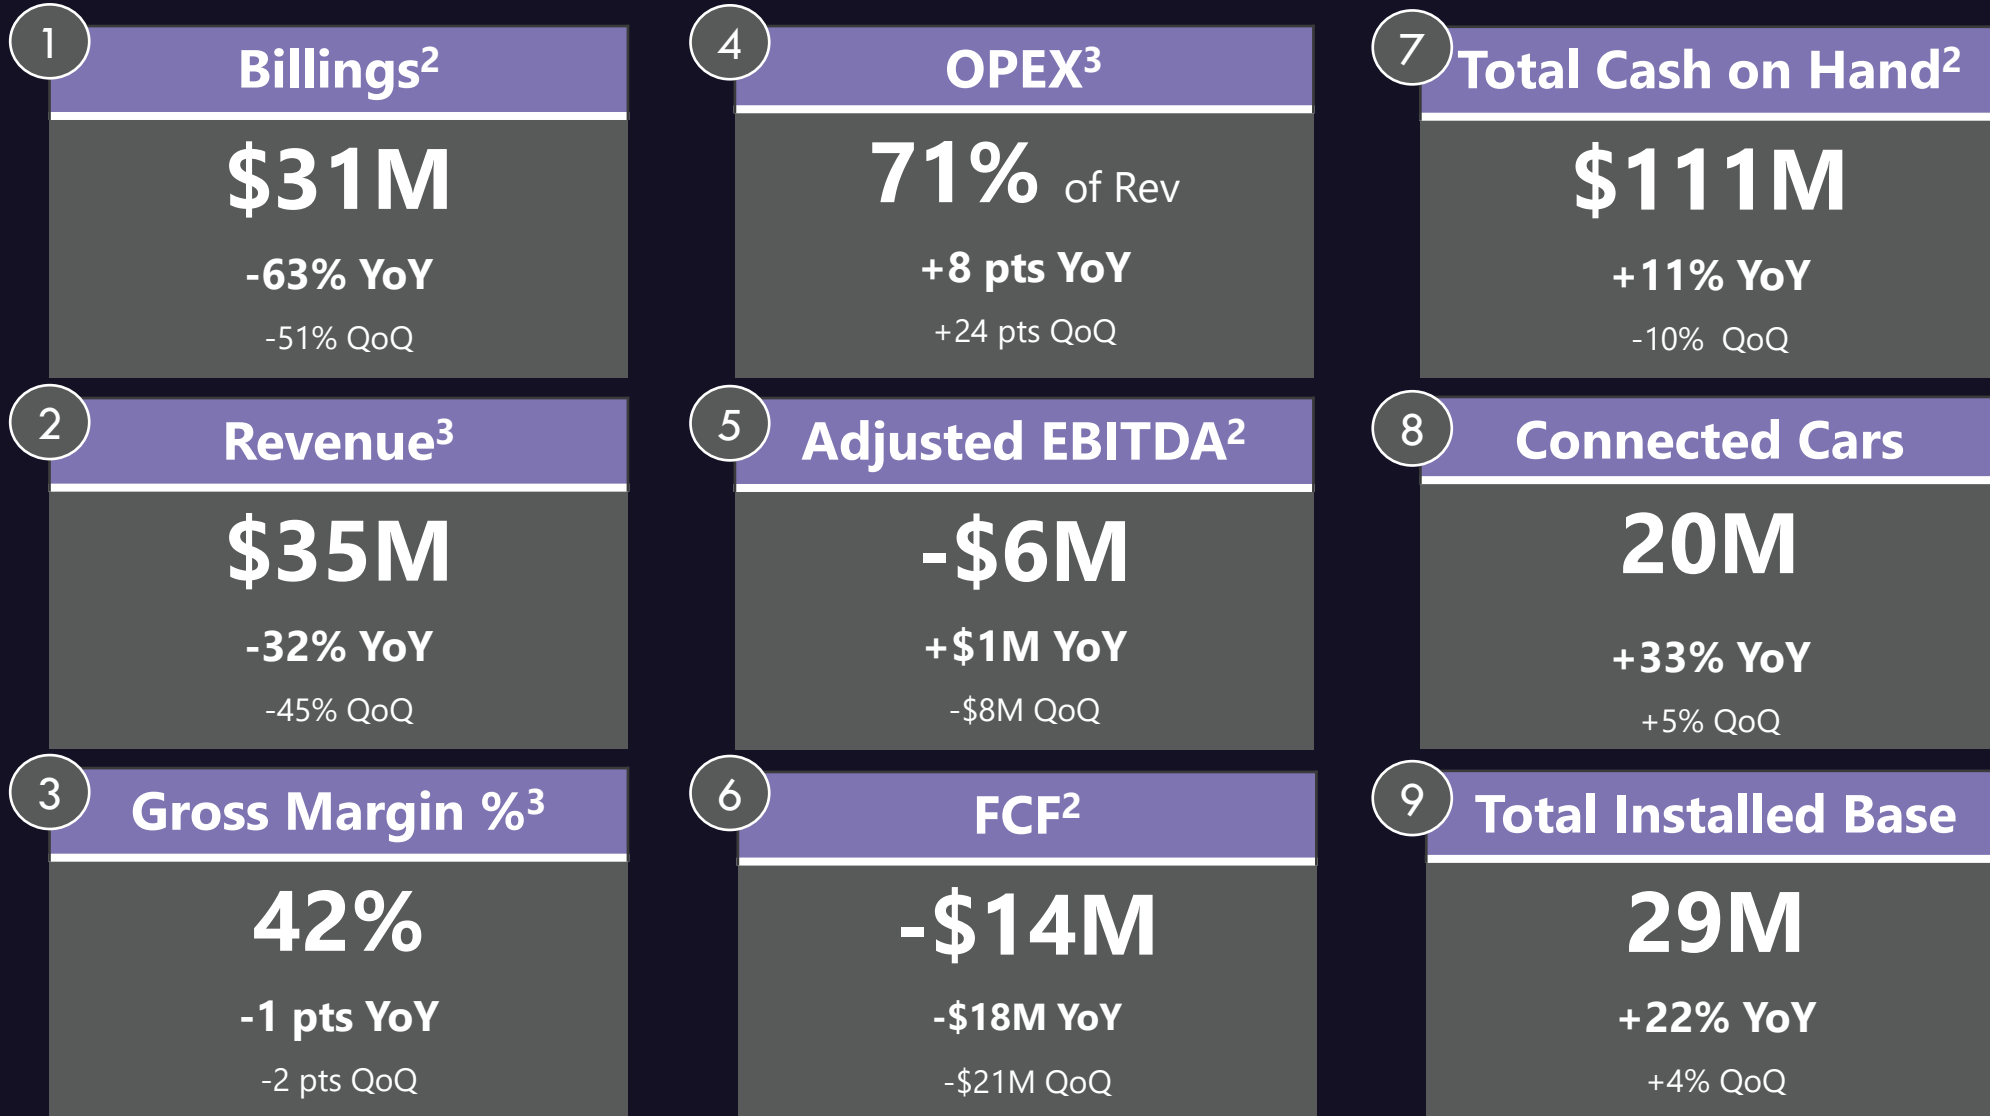 1
Billings²
$31M
-63% YoY
-51% QoQ
2
Revenue³
$35M
-32% YoY
-45% QoQ
3
Gross Margin %³
42%
-1 pts YoY
-2 pts QoQ
4
OPEX³
71% of Rev
+8 pts YoY
+24 pts QoQ
5
Adjusted EBITDA²
-$6M
+$1M YoY
-$8M QoQ
6
FCF²
-$14M
-$18M YoY
-$21M QoQ
7
Total Cash on Hand²
$111M
+11% YoY
-10% QoQ
8
Connected Cars
20M
+33% YoY
+5% QoQ
9
Total Installed Base
29M
+22% YoY
+4% QoQ